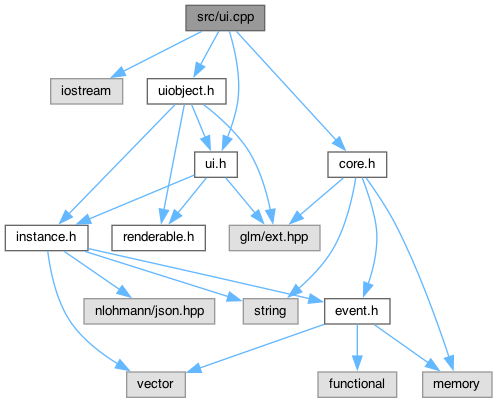 src/ui.cpp
iostream
uiobject.h
ui.h
core.h
instance.h
renderable.h
glm/ext.hpp
nlohmann/json.hpp
string
event.h
vector
functional
memory